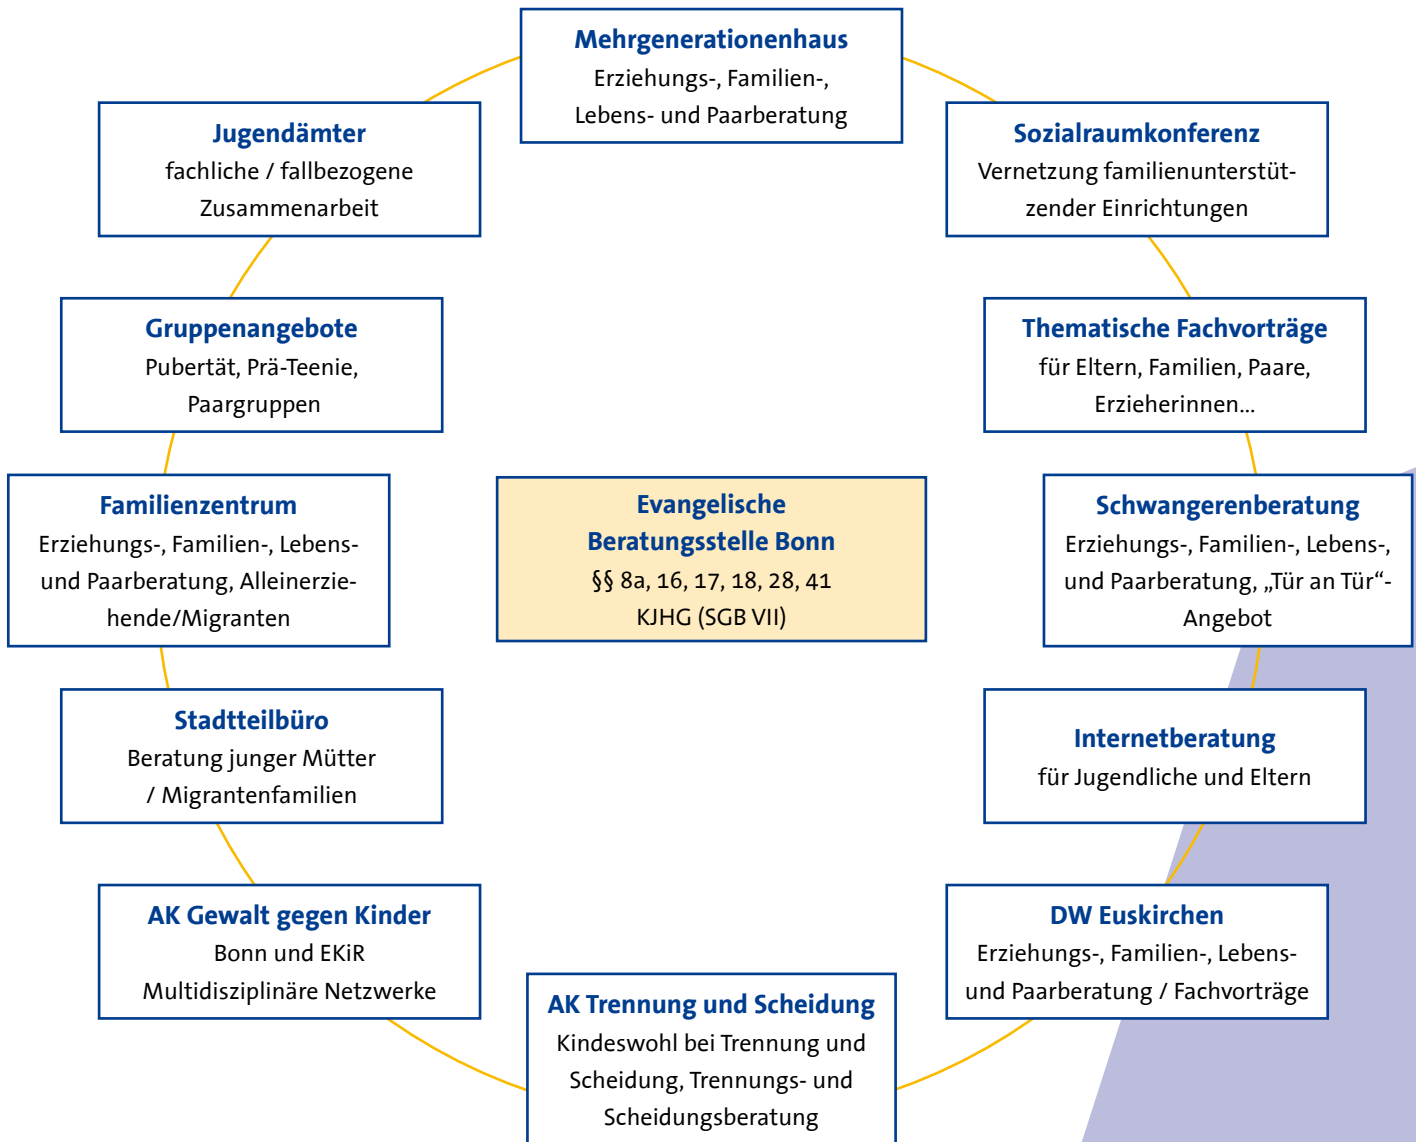 Mehrgenerationenhaus
Erziehungs-, Familien-,
Lebens- und Paarberatung
Jugendämter
fachliche / fallbezogene
Zusammenarbeit
Sozialraumkonferenz
Vernetzung familienunterstüt-
zender Einrichtungen
Gruppenangebote
Pubertät, Prä-Teenie,
Paargruppen
Thematische Fachvorträge
für Eltern, Familien, Paare,
Erzieherinnen...
Familienzentrum
Erziehungs-, Familien-, Lebens-
und Paarberatung, Alleinerzie-
hende/Migranten
Evangelische
Beratungsstelle Bonn
§§ 8a, 16, 17, 18, 28, 41
KJHG (SGB VII)
Schwangerenberatung
Erziehungs-, Familien-, Lebens-,
und Paarberatung, „Tür an Tür“-
Angebot
Stadtteilbüro
Beratung junger Mütter
/ Migrantenfamilien
Internetberatung
für Jugendliche und Eltern
AK Gewalt gegen Kinder
Bonn und EKiR
Multidisziplinäre Netzwerke
AK Trennung und Scheidung
Kindeswohl bei Trennung und
Scheidung, Trennungs- und
Scheidungsberatung
DW Euskirchen
Erziehungs-, Familien-, Lebens-
und Paarberatung / Fachvorträge